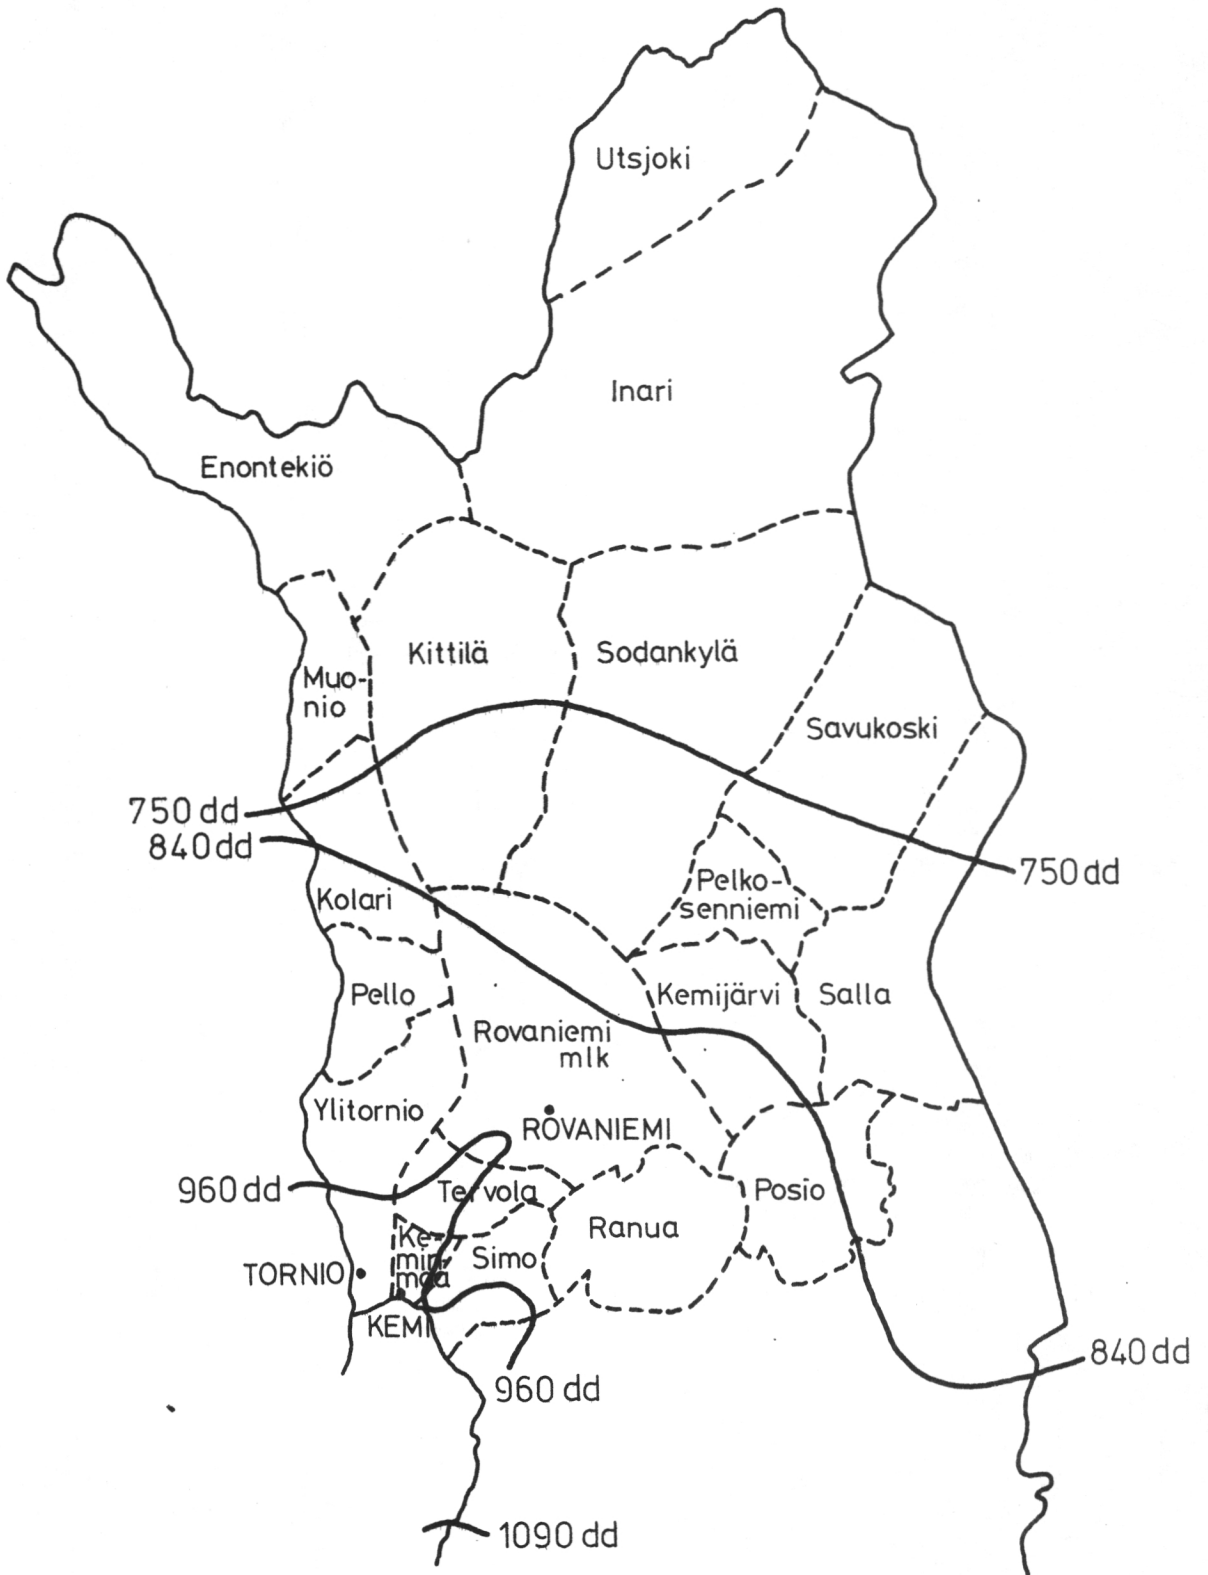 Utsjoki
Inari
Enontekiö
Kittilä
Sodankylä
Muo-
nio
Savukoski
750 dd
840 dd
750 dd
Pelko-
senniemi
Kolari
Pello
Kemijärvi
Salla
Rovaniemi
mlk
Ylitornio
ROVANIEMI
960 dd
Tervola
Posio
Ranua
Ke-
min-
maa
Simo
TORNIO
KEMI
840 dd
960 dd
1090 dd